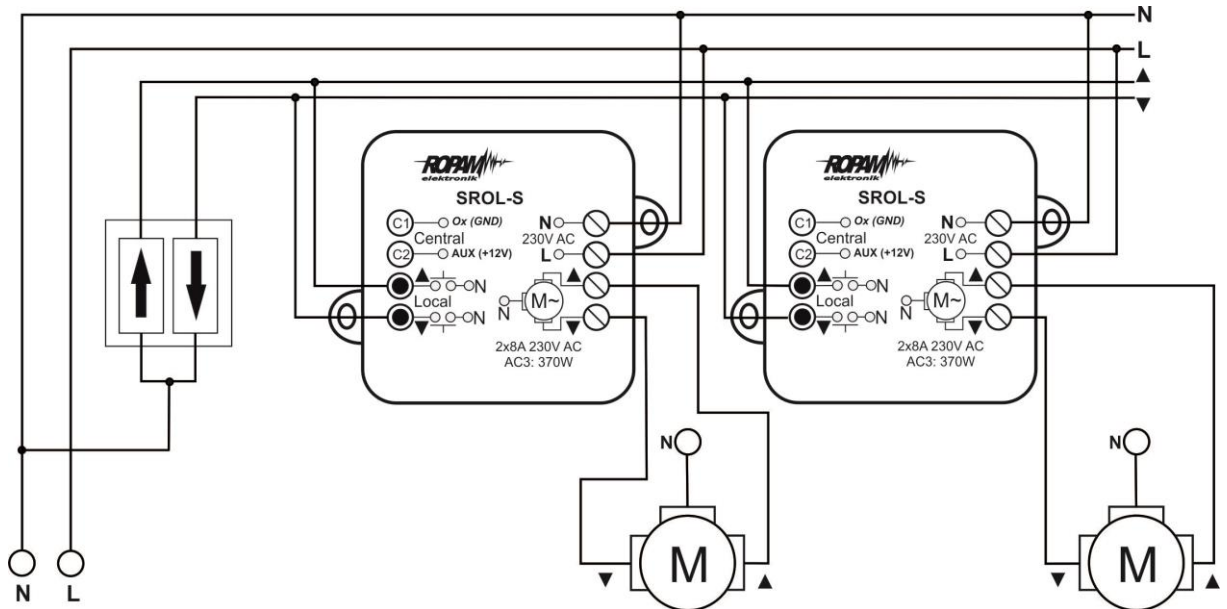 N
L
▲
▼
ROPAM
elektronik
SROL-S
C1 Ox (GND)
Central
C2 AUX (+12V)
▲ N
Local
▼ N
N
230V AC
L
▲
N M~
▼
2x8A 230V AC
AC3: 370W
ROPAM
elektronik
SROL-S
C1 Ox (GND)
Central
C2 AUX (+12V)
▲ N
Local
▼ N
N
230V AC
L
▲
N M~
▼
2x8A 230V AC
AC3: 370W
N
M
▼ ▲
N
M
▼ ▲
N L